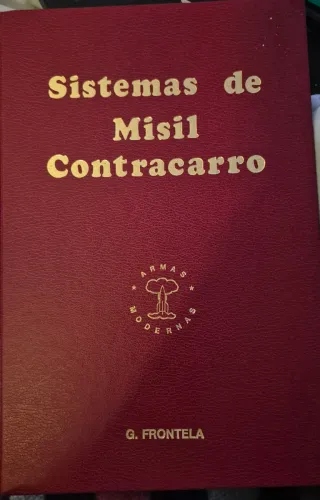 Sistemas de
Misil
Contracarro
ARMAS
MODERNAS
G. FRONTELA